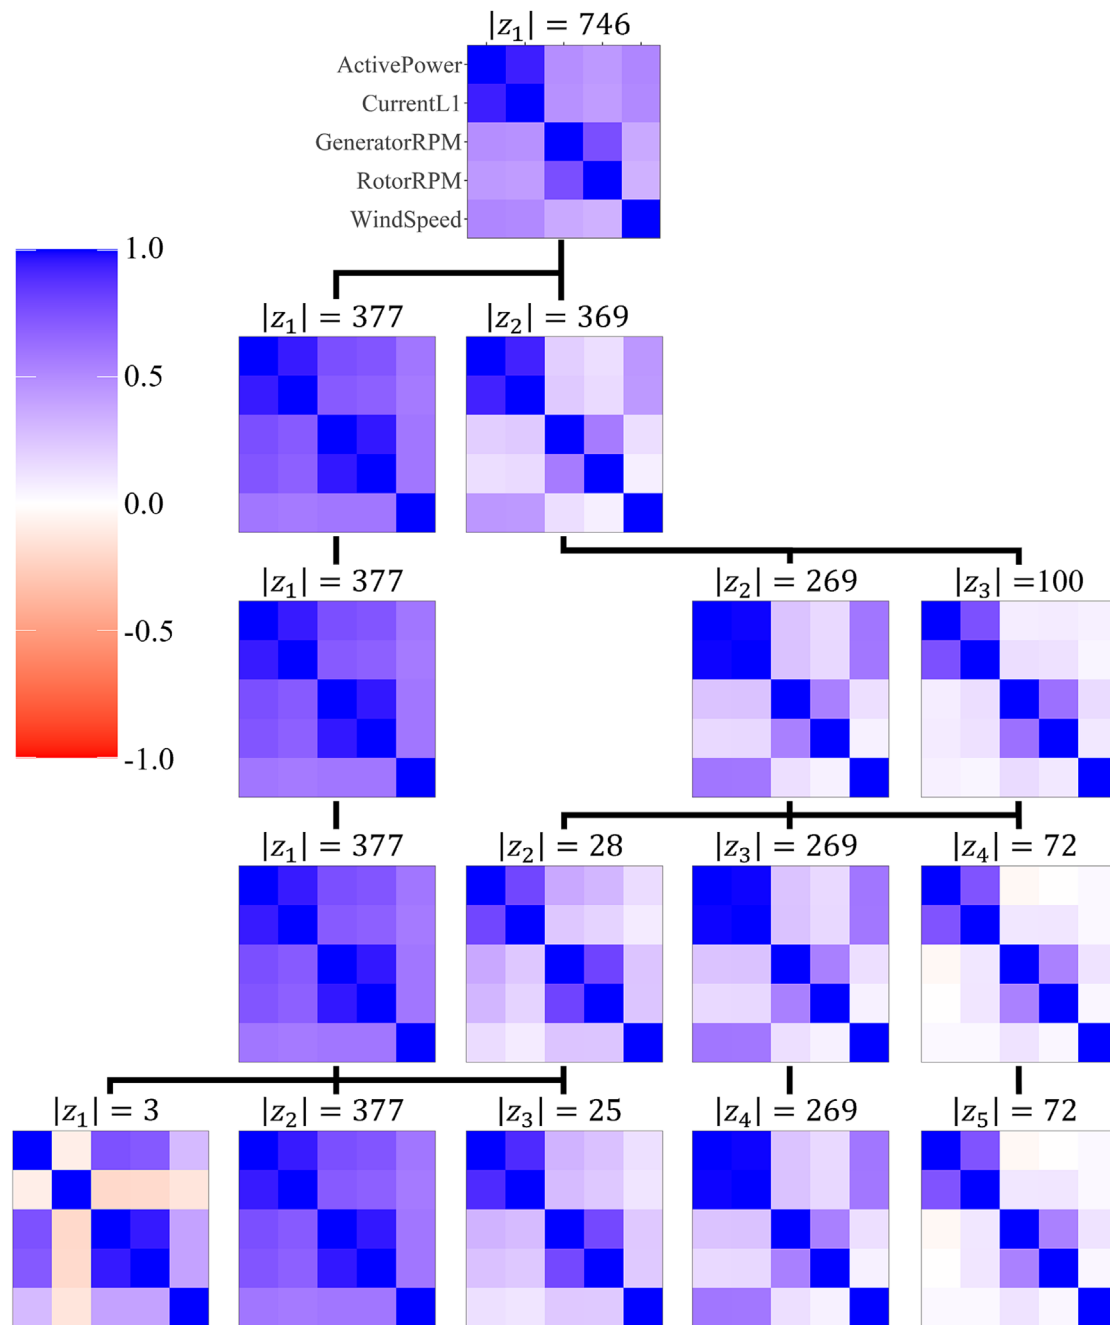 |z₁| = 746
ActivePower
CurrentL1
GeneratorRPM
RotorRPM
WindSpeed
1.0
0.5
0.0
-0.5
-1.0
|z₁| = 377
|z₂| = 369
|z₁| = 377
|z₂| = 269
|z₃| =100
|z₁| = 377
|z₂| = 28
|z₃| = 269
|z₄| = 72
|z₁| = 3
|z₂| = 377
|z₃| = 25
|z₄| = 269
|z₅| = 72